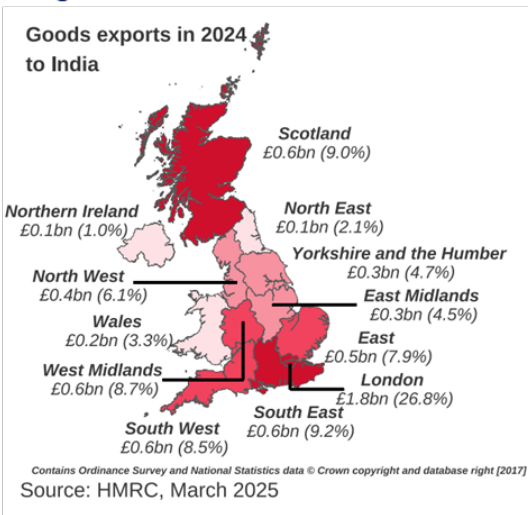 Goods exports in 2024
to India
Scotland
£0.6bn (9.0%)
Northern Ireland
£0.1bn (1.0%)
North East
£0.1bn (2.1%)
Yorkshire and the Humber
£0.3bn (4.7%)
North West
£0.4bn (6.1%)
East Midlands
£0.3bn (4.5%)
Wales
£0.2bn (3.3%)
East
£0.5bn (7.9%)
West Midlands
£0.6bn (8.7%)
London
£1.8bn (26.8%)
South East
£0.6bn (9.2%)
South West
£0.6bn (8.5%)
Contains Ordinance Survey and National Statistics data © Crown copyright and database right [2017]
Source: HMRC, March 2025